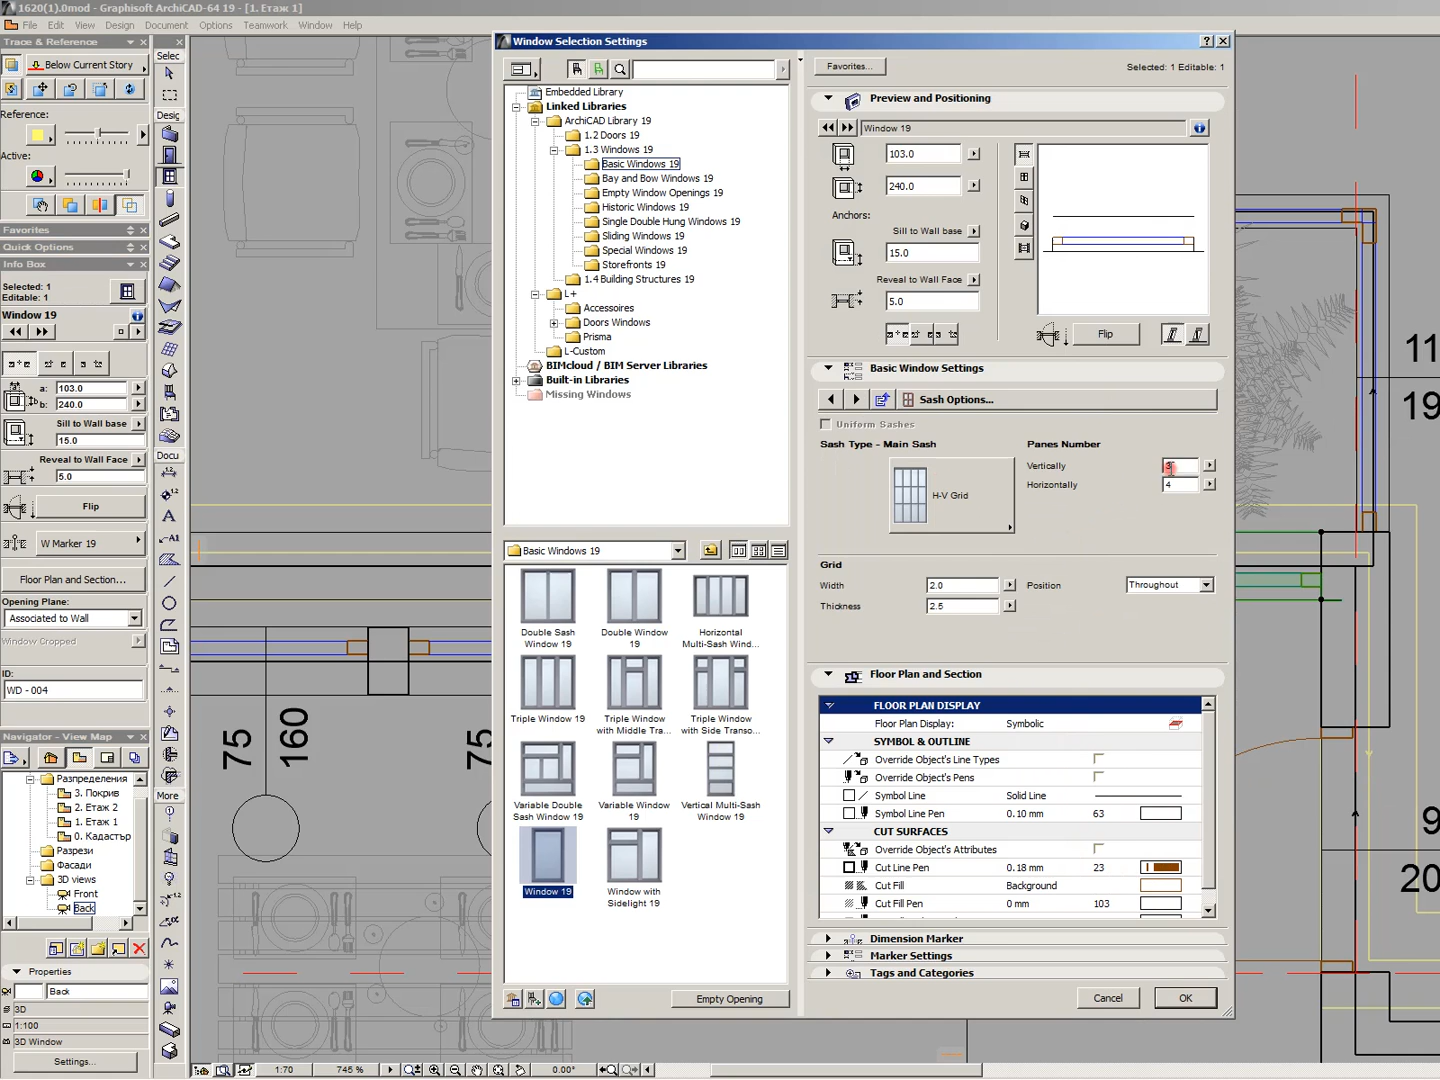 1620(1).0mod - Graphisoft ArchiCAD-64 19 - [1. Етаж 1]
File Edit View Design Document Options Teamwork Window Help
Trace & Reference
Below Current Story
Reference:
Active:
Favorites
Quick Options
Info Box
Selected: 1
Editable: 1
Window 19
a: 103.0
b: 240.0
Sill to Wall base
15.0
Reveal to Wall Face
5.0
Flip
W Marker 19
Floor Plan and Section...
Opening Plane:
Associated to Wall
Window Cropped
ID:
WD - 004
Navigator - View Map
Разпределения
3. Покрив
2. Етаж 2
1. Етаж 1
0. Кадастър
Разрези
Фасади
3D views
Front
Back
Properties
Back
3D
1:100
3D Window
Settings...
Selec
Desig
Docu
More
75
160
75
1:70
745 %
0.00°
11
19
9
20
Window Selection Settings
Embedded Library
Linked Libraries
ArchiCAD Library 19
1.2 Doors 19
1.3 Windows 19
Basic Windows 19
Bay and Bow Windows 19
Empty Window Openings 19
Historic Windows 19
Single Double Hung Windows 19
Sliding Windows 19
Special Windows 19
Storefronts 19
1.4 Building Structures 19
L+
Accessoires
Doors Windows
Prisma
L-Custom
BIMcloud / BIM Server Libraries
Built-in Libraries
Missing Windows
Basic Windows 19
Double Sash Window 19
Double Window 19
Horizontal Multi-Sash Wind...
Triple Window 19
Triple Window with Middle Tra...
Triple Window with Side Transo...
Variable Double Sash Window 19
Variable Window 19
Vertical Multi-Sash Window 19
Window 19
Window with Sidelight 19
Empty Opening
Favorites...
Selected: 1 Editable: 1
Preview and Positioning
Window 19
103.0
240.0
Anchors:
Sill to Wall base
15.0
Reveal to Wall Face
5.0
Flip
Basic Window Settings
Sash Options...
Uniform Sashes
Sash Type - Main Sash
H-V Grid
Panes Number
Vertically 3
Horizontally 4
Grid
Width 2.0 Position Throughout
Thickness 2.5
Floor Plan and Section
FLOOR PLAN DISPLAY
Floor Plan Display: Symbolic
SYMBOL & OUTLINE
Override Object's Line Types
Override Object's Pens
Symbol Line Solid Line
Symbol Line Pen 0.10 mm 63
CUT SURFACES
Override Object's Attributes
Cut Line Pen 0.18 mm 23
Cut Fill Background
Cut Fill Pen 0 mm 103
Dimension Marker
Marker Settings
Tags and Categories
Cancel OK